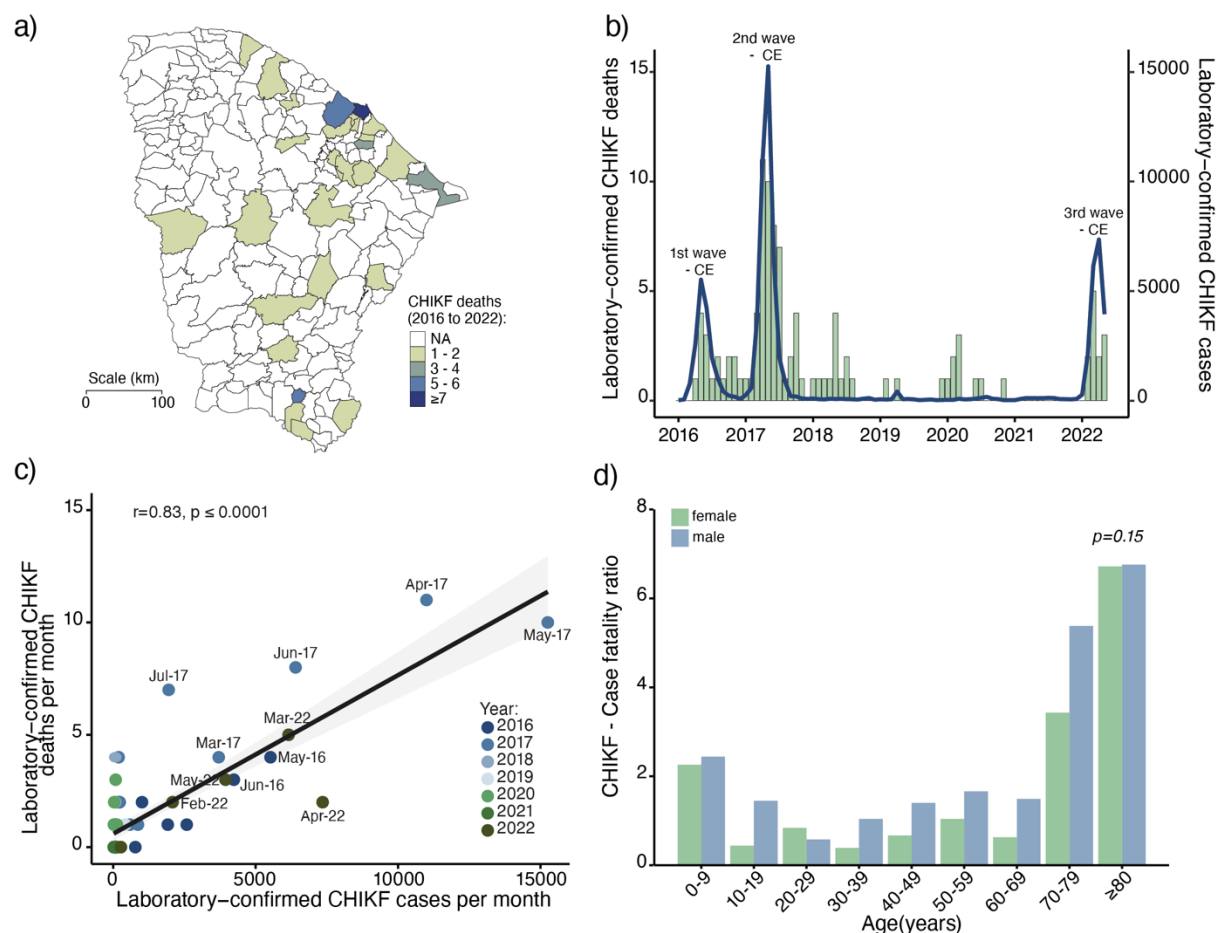 a)
CHIKF deaths
(2016 to 2022):
NA
1 - 2
3 - 4
5 - 6
≥7
Scale (km)
0 100
b)
Laboratory−confirmed CHIKF deaths
Laboratory−confirmed CHIKF cases
15
10
5
0
15000
10000
5000
0
2nd wave
- CE
1st wave
- CE
3rd wave
- CE
2016 2017 2018 2019 2020 2021 2022
c)
Laboratory−confirmed CHIKF
deaths per month
15
10
5
0
r=0.83, p ≤ 0.0001
Apr-17
May-17
Jun-17
Jul-17
Mar-22
Mar-17
May-16
May-22
Jun-16
Feb-22
Apr-22
Year:
2016
2017
2018
2019
2020
2021
2022
0 5000 10000 15000
Laboratory−confirmed CHIKF cases per month
d)
CHIKF - Case fatality ratio
8
6
4
2
0
female
male
p=0.15
0-9 10-19 20-29 30-39 40-49 50-59 60-69 70-79 ≥80
Age(years)